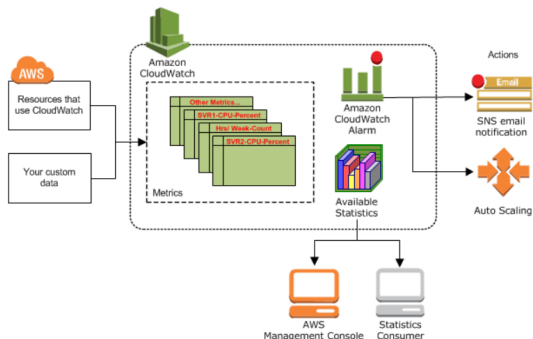 Amazon
CloudWatch
Actions
AWS
Resources that
use CloudWatch
Your custom
data
Other Metrics...
SVR1-CPU-Percent
Hrs/ Week-Count
SVR2-CPU-Percent
Metrics
Amazon
CloudWatch
Alarm
Available
Statistics
Email
SNS email
notification
Auto Scaling
AWS
Management Console
Statistics
Consumer